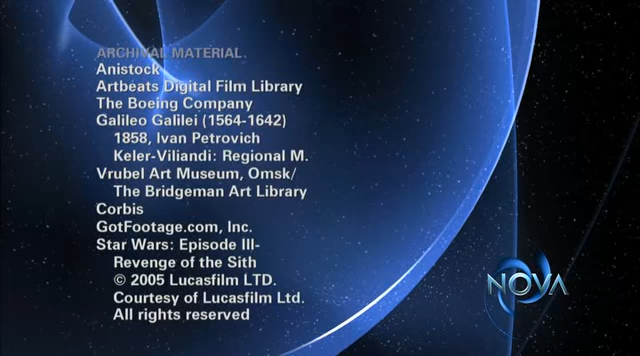 ARCHIVAL MATERIAL
Anistock
Artbeats Digital Film Library
The Boeing Company
Galileo Galilei (1564-1642)
1858, Ivan Petrovich
Keler-Viliandi: Regional M.
Vrubel Art Museum, Omsk/
The Bridgeman Art Library
Corbis
GotFootage.com, Inc.
Star Wars: Episode III-
Revenge of the Sith
© 2005 Lucasfilm LTD.
Courtesy of Lucasfilm Ltd.
All rights reserved
NOVA